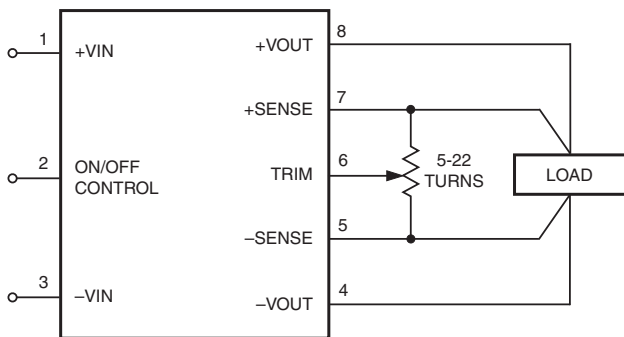 1
+VIN
2
ON/OFF
CONTROL
3
–VIN
+VOUT
8
+SENSE
7
TRIM
6
–SENSE
5
–VOUT
4
5-22
TURNS
LOAD